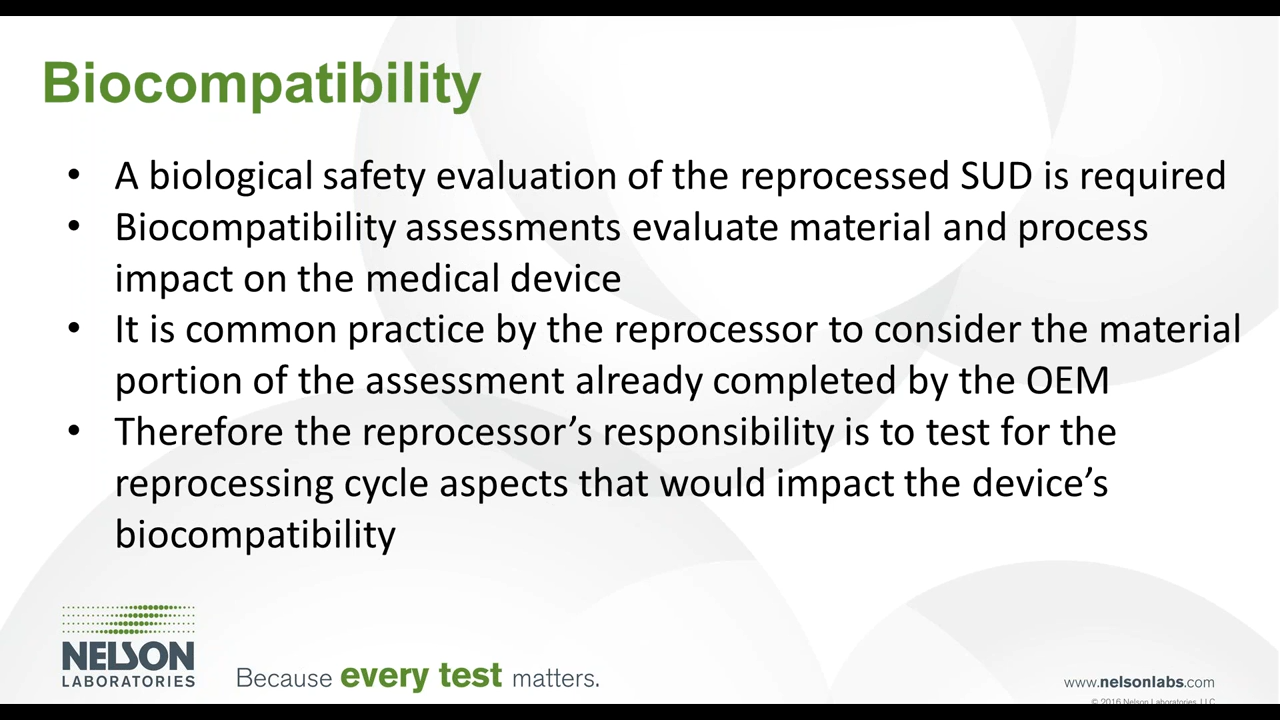 Biocompatibility
• A biological safety evaluation of the reprocessed SUD is required
• Biocompatibility assessments evaluate material and process
impact on the medical device
• It is common practice by the reprocessor to consider the material
portion of the assessment already completed by the OEM
• Therefore the reprocessor’s responsibility is to test for the
reprocessing cycle aspects that would impact the device’s
biocompatibility
NELSON
LABORATORIES
Because every test matters.
www.nelsonlabs.com
© 2016 Nelson Laboratories, LLC